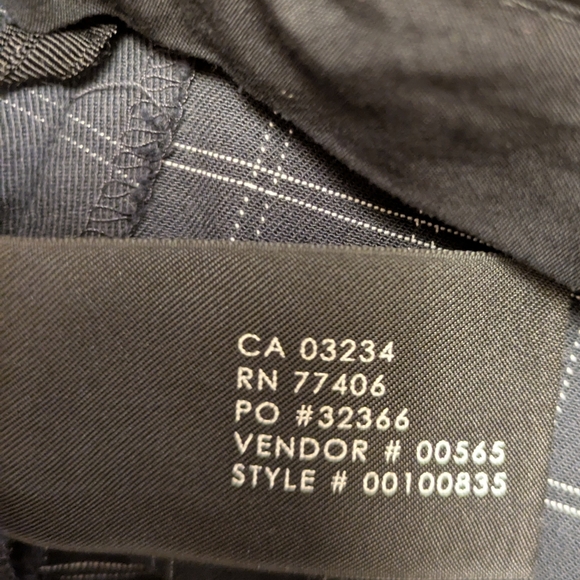 CA 03234
RN 77406
PO #32366
VENDOR # 00565
STYLE # 00100835